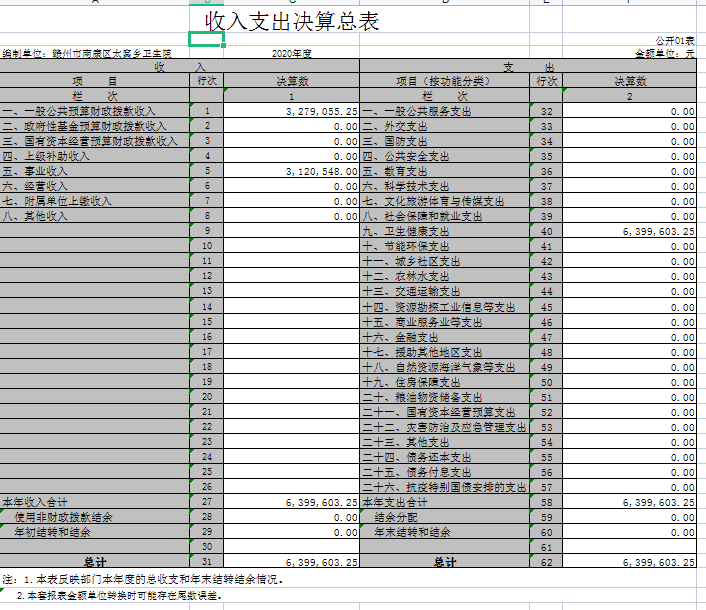 收入支出决算总表
公开01表
编制单位：赣州市南康区太窝乡卫生院 2020年度 金额单位：元
收 入 支 出
项 目 行次 决算数 项目（按功能分类） 行次 决算数
栏 次 1 栏 次 2
一、一般公共预算财政拨款收入 1 3,279,055.25 一、一般公共服务支出 32 0.00
二、政府性基金预算财政拨款收入 2 0.00 二、外交支出 33 0.00
三、国有资本经营预算财政拨款收入 3 0.00 三、国防支出 34 0.00
四、上级补助收入 4 0.00 四、公共安全支出 35 0.00
五、事业收入 5 3,120,548.00 五、教育支出 36 0.00
六、经营收入 6 0.00 六、科学技术支出 37 0.00
七、附属单位上缴收入 7 0.00 七、文化旅游体育与传媒支出 38 0.00
八、其他收入 8 0.00 八、社会保障和就业支出 39 0.00
9 九、卫生健康支出 40 6,399,603.25
10 十、节能环保支出 41 0.00
11 十一、城乡社区支出 42 0.00
12 十二、农林水支出 43 0.00
13 十三、交通运输支出 44 0.00
14 十四、资源勘探工业信息等支出 45 0.00
15 十五、商业服务业等支出 46 0.00
16 十六、金融支出 47 0.00
17 十七、援助其他地区支出 48 0.00
18 十八、自然资源海洋气象等支出 49 0.00
19 十九、住房保障支出 50 0.00
20 二十、粮油物资储备支出 51 0.00
21 二十一、国有资本经营预算支出 52 0.00
22 二十二、灾害防治及应急管理支出 53 0.00
23 二十三、其他支出 54 0.00
24 二十四、债务还本支出 55 0.00
25 二十五、债务付息支出 56 0.00
26 二十六、抗疫特别国债安排的支出 57 0.00
本年收入合计 27 6,399,603.25 本年支出合计 58 6,399,603.25
使用非财政拨款结余 28 0.00 结余分配 59 0.00
年初结转和结余 29 0.00 年末结转和结余 60 0.00
30 61
总计 31 6,399,603.25 总计 62 6,399,603.25
注：1.本表反映部门本年度的总收支和年末结转结余情况。
2.本套报表金额单位转换时可能存在尾数误差。